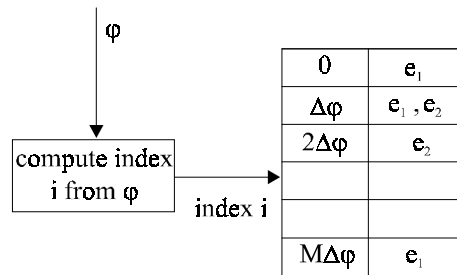 φ
compute index
i from φ
index i
0 e₁
Δφ e₁ , e₂
2Δφ e₂
MΔφ e₁